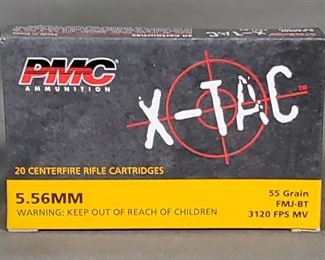 PMC
AMMUNITION
X-TAC
TM
20 CENTERFIRE RIFLE CARTRIDGES
5.56MM
WARNING: KEEP OUT OF REACH OF CHILDREN
55 Grain
FMJ-BT
3120 FPS MV